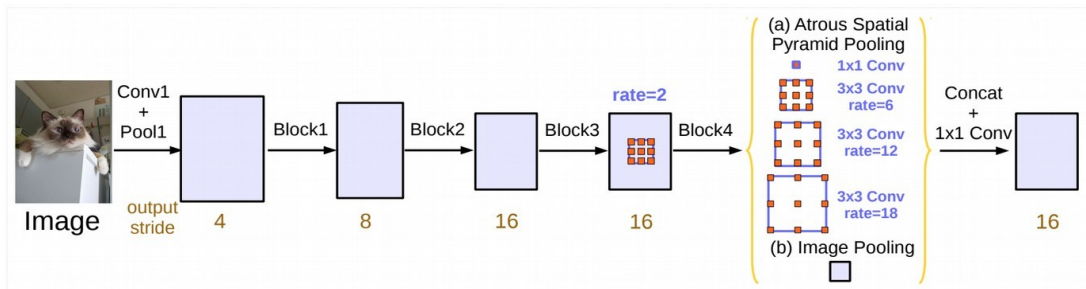 Image
Conv1
+
Pool1
output
stride
4
Block1
8
Block2
16
Block3
rate=2
16
Block4
(a) Atrous Spatial
Pyramid Pooling
1x1 Conv
3x3 Conv
rate=6
3x3 Conv
rate=12
3x3 Conv
rate=18
(b) Image Pooling
Concat
+
1x1 Conv
16